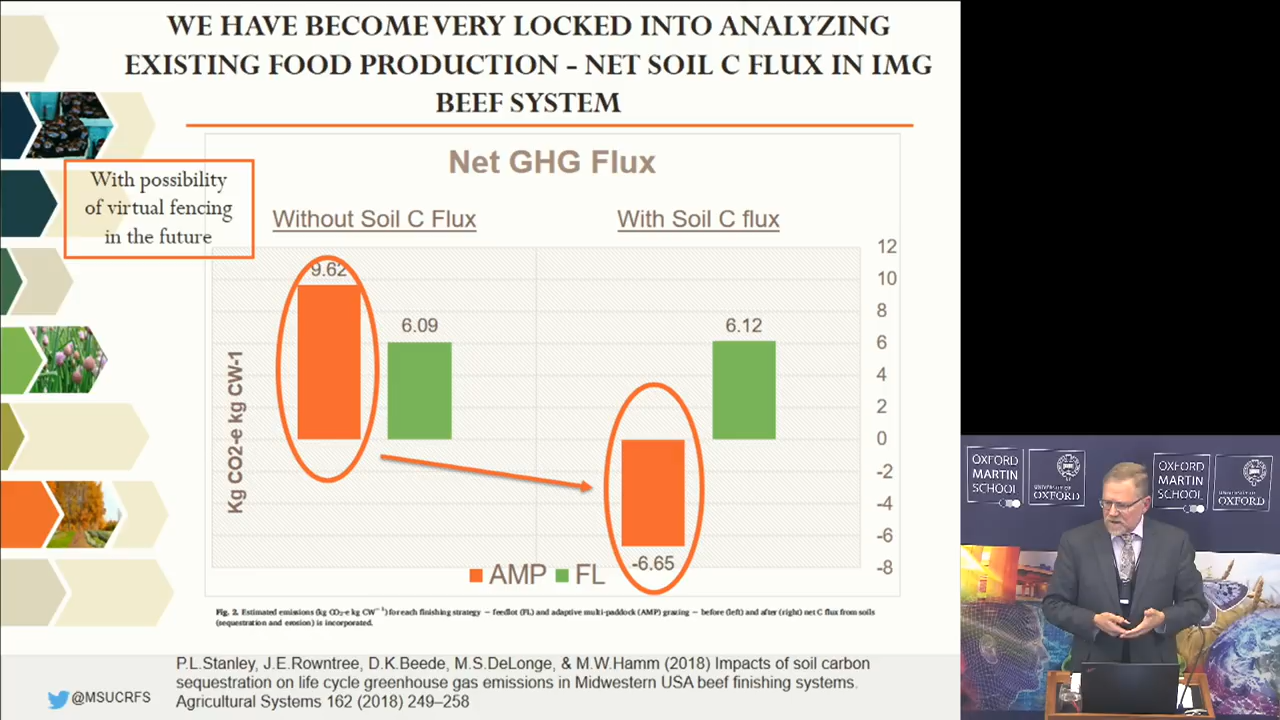 WE HAVE BECOME VERY LOCKED INTO ANALYZING
EXISTING FOOD PRODUCTION – NET SOIL C FLUX IN IMG
BEEF SYSTEM
With possibility
of virtual fencing
in the future
Net GHG Flux
Without Soil C Flux
With Soil C flux
12
10
8
6
4
2
0
-2
-4
-6
-8
Kg CO2-e kg CW-1
9.62
6.09
6.12
-6.65
AMP
FL
Fig. 2. Estimated emissions (kg CO₂-e kg CW⁻¹) for each finishing strategy – feedlot (FL) and adaptive multi-paddock (AMP) grazing – before (left) and after (right) net C flux from soils
(sequestration and erosion) is incorporated.
P.L.Stanley, J.E.Rowntree, D.K.Beede, M.S.DeLonge, & M.W.Hamm (2018) Impacts of soil carbon
sequestration on life cycle greenhouse gas emissions in Midwestern USA beef finishing systems.
Agricultural Systems 162 (2018) 249–258
@MSUCRFS
OXFORD
MARTIN
SCHOOL
UNIVERSITY OF
OXFORD
OXFORD
MARTIN
SCHOOL
UNIVERSITY OF
OXFORD